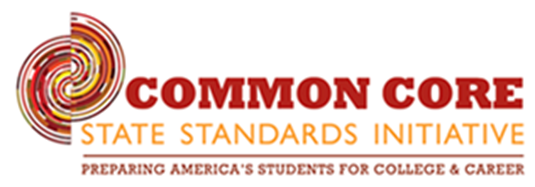 COMMON CORE
STATE STANDARDS INITIATIVE
PREPARING AMERICA'S STUDENTS FOR COLLEGE & CAREER